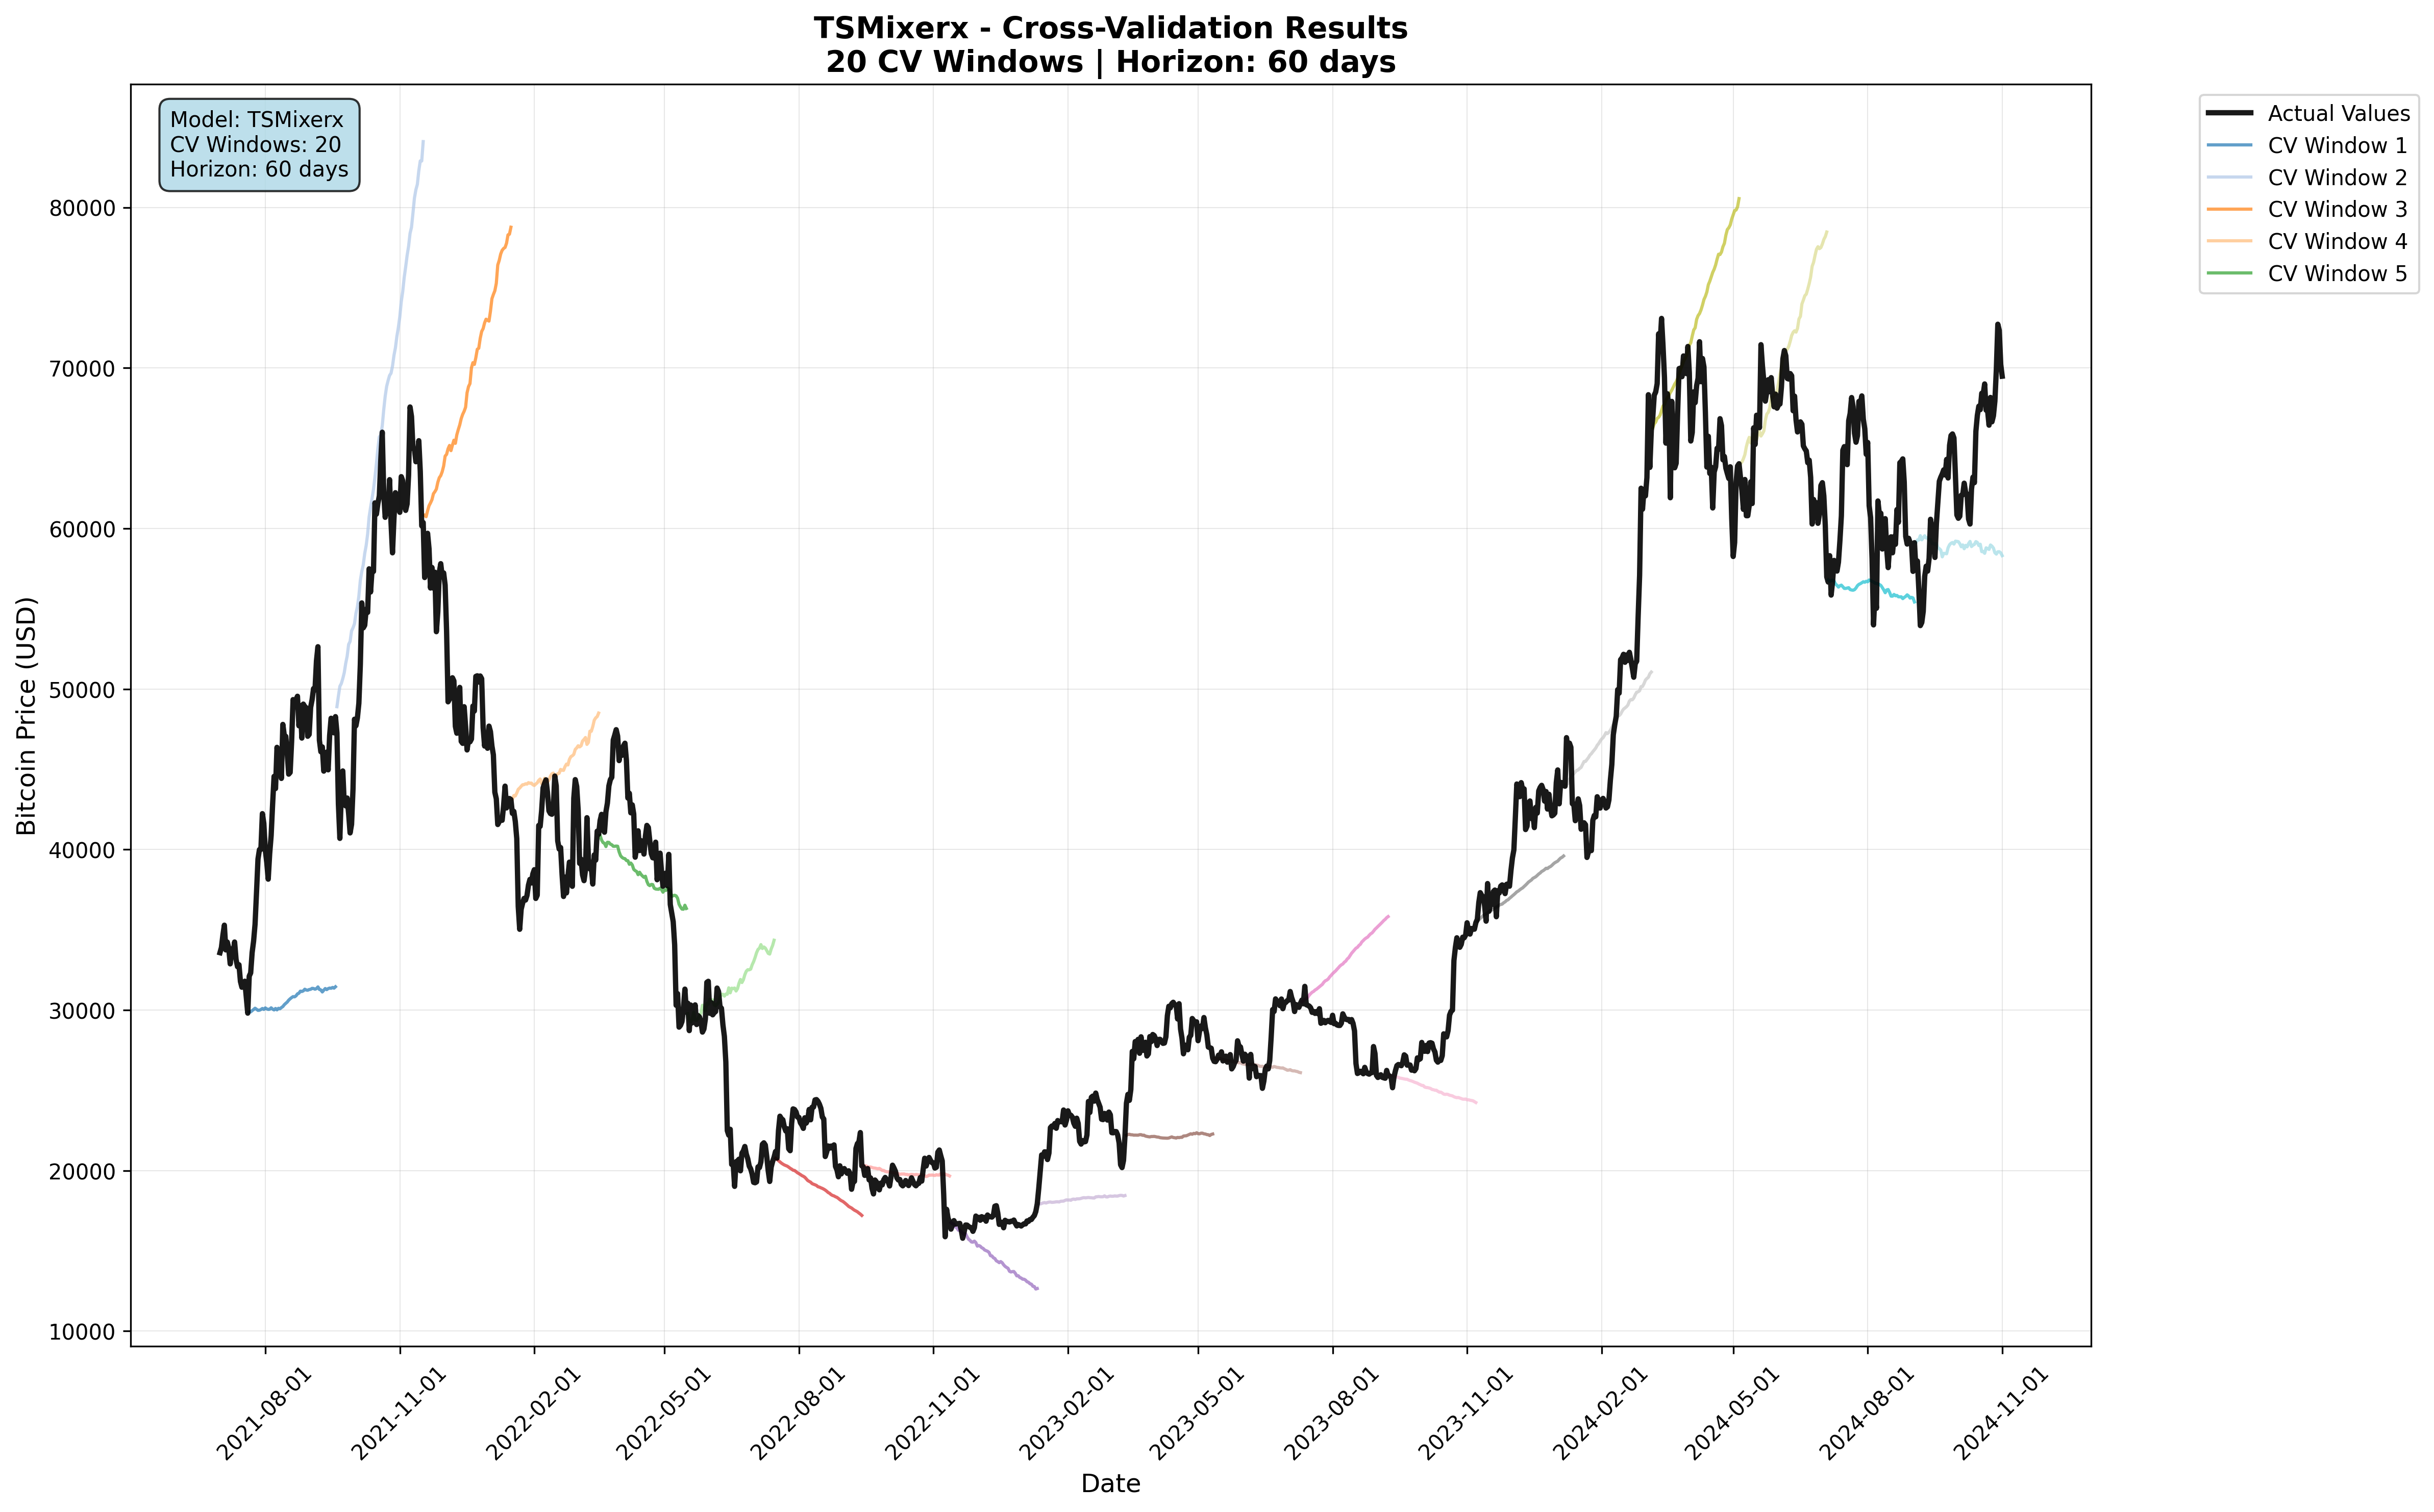 TSMixerx - Cross-Validation Results
20 CV Windows | Horizon: 60 days
Model: TSMixerx
CV Windows: 20
Horizon: 60 days
Actual Values
CV Window 1
CV Window 2
CV Window 3
CV Window 4
CV Window 5
Bitcoin Price (USD)
80000
70000
60000
50000
40000
30000
20000
10000
2021-08-01
2021-11-01
2022-02-01
2022-05-01
2022-08-01
2022-11-01
2023-02-01
2023-05-01
2023-08-01
2023-11-01
2024-02-01
2024-05-01
2024-08-01
2024-11-01
Date